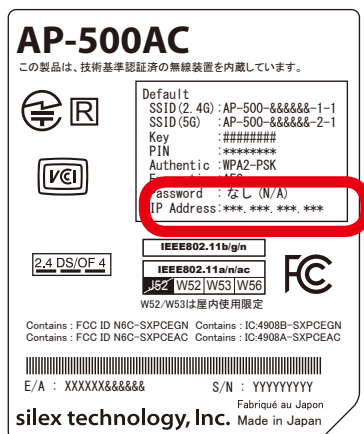 AP-500AC
この製品は、技術基準認証済の無線装置を内蔵しています。
R
VCI
Default
SSID(2.4G):AP-500-&&&&&&-1-1
SSID(5G) :AP-500-&&&&&&-2-1
Key :########
PIN :********
Authentic :WPA2-PSK
Password : なし (N/A)
IP Address:***.***.***.***
2.4 DS/OF 4
IEEE802.11b/g/n
IEEE802.11a/n/ac
J52 W52 W53 W56
W52/W53は屋内使用限定
FC
Contains : FCC ID N6C-SXPCEGN Contains : IC:4908B-SXPCEGN
Contains : FCC ID N6C-SXPCEAC Contains : IC:4908A-SXPCEAC
E/A : XXXXXX&&&&&& S/N : YYYYYYYYY
Fabriqué au Japon
silex technology, Inc. Made in Japan